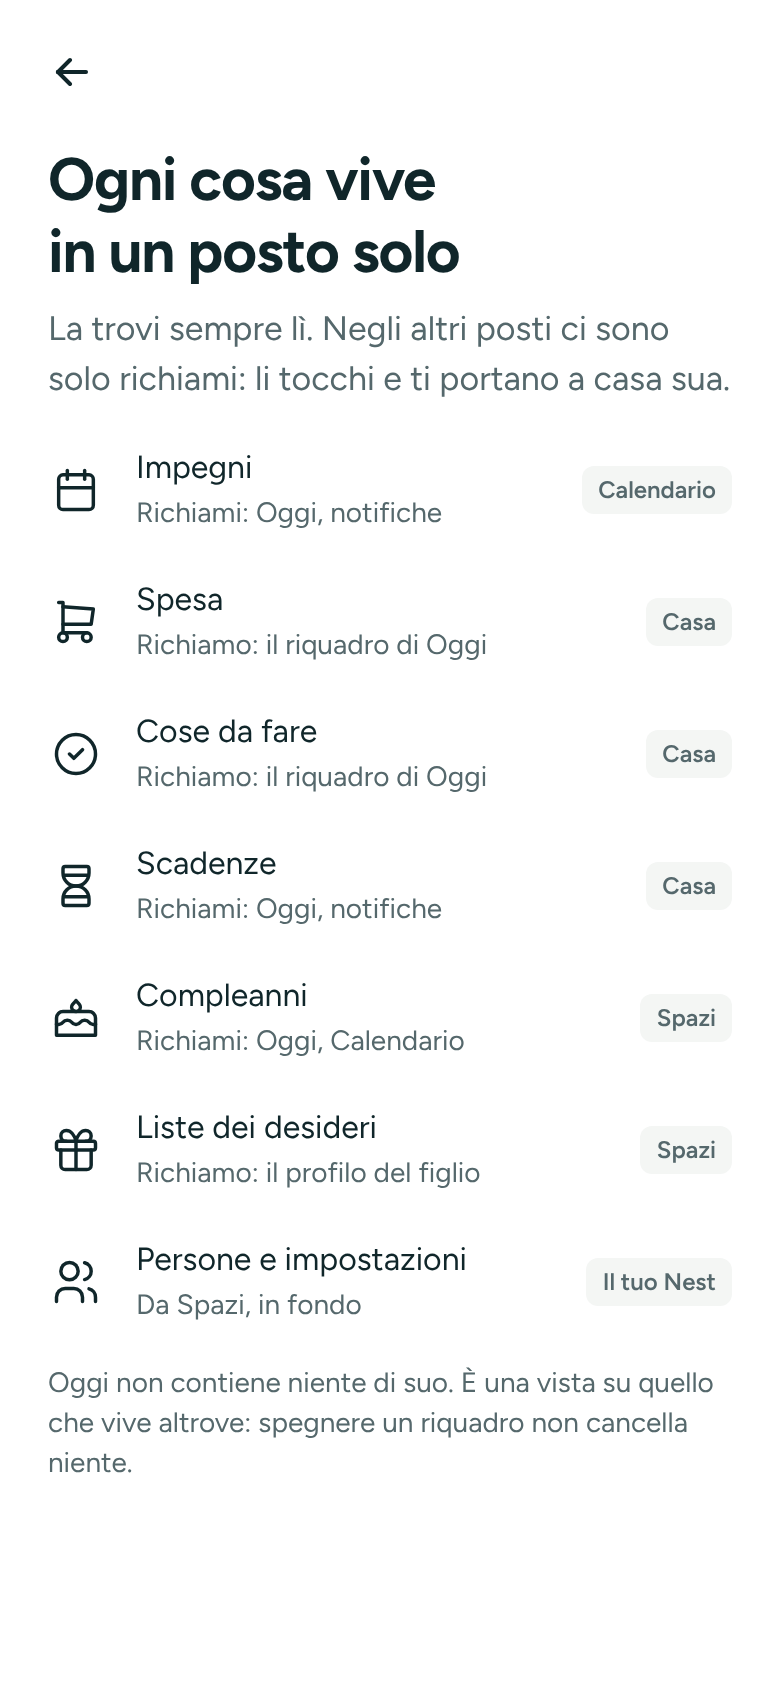 Ogni cosa vive
in un posto solo
La trovi sempre lì. Negli altri posti ci sono
solo richiami: li tocchi e ti portano a casa sua.
Impegni
Richiami: Oggi, notifiche
Calendario
Spesa
Richiamo: il riquadro di Oggi
Casa
Cose da fare
Richiamo: il riquadro di Oggi
Casa
Scadenze
Richiami: Oggi, notifiche
Casa
Compleanni
Richiami: Oggi, Calendario
Spazi
Liste dei desideri
Richiamo: il profilo del figlio
Spazi
Persone e impostazioni
Da Spazi, in fondo
Il tuo Nest
Oggi non contiene niente di suo. È una vista su quello
che vive altrove: spegnere un riquadro non cancella
niente.